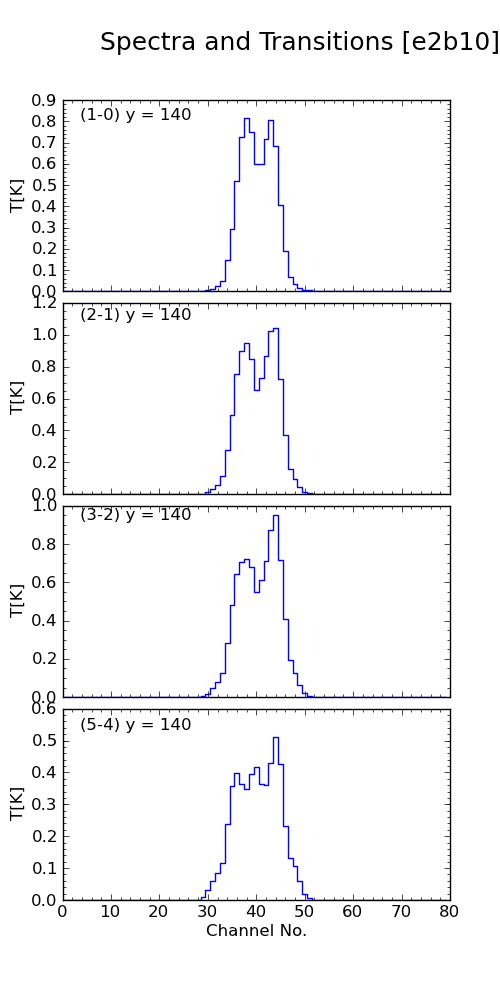 Spectra and Transitions [e2b10]
0.9
(1-0) y = 140
0.8
0.7
0.6
0.5
0.4
0.3
0.2
0.1
0.0
T[K]
1.2
(2-1) y = 140
1.0
0.8
0.6
0.4
0.2
0.0
T[K]
1.0
(3-2) y = 140
0.8
0.6
0.4
0.2
0.0
T[K]
0.6
(5-4) y = 140
0.5
0.4
0.3
0.2
0.1
0.0
T[K]
0 10 20 30 40 50 60 70 80
Channel No.